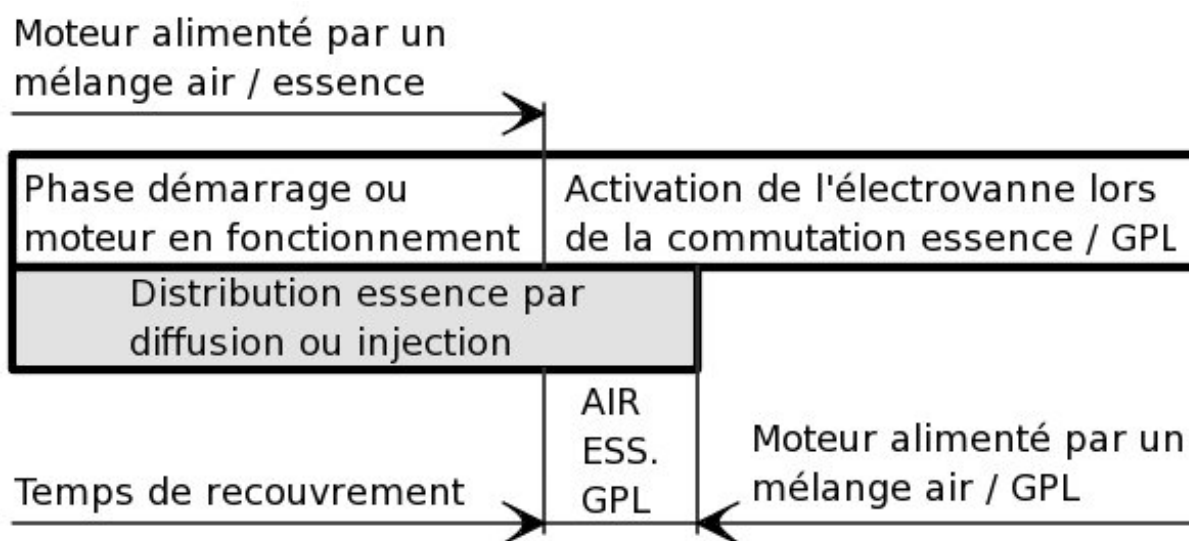 Moteur alimenté par un
mélange air / essence
Phase démarrage ou
moteur en fonctionnement
Activation de l'électrovanne lors
de la commutation essence / GPL
Distribution essence par
diffusion ou injection
AIR
ESS.
GPL
Temps de recouvrement
Moteur alimenté par un
mélange air / GPL